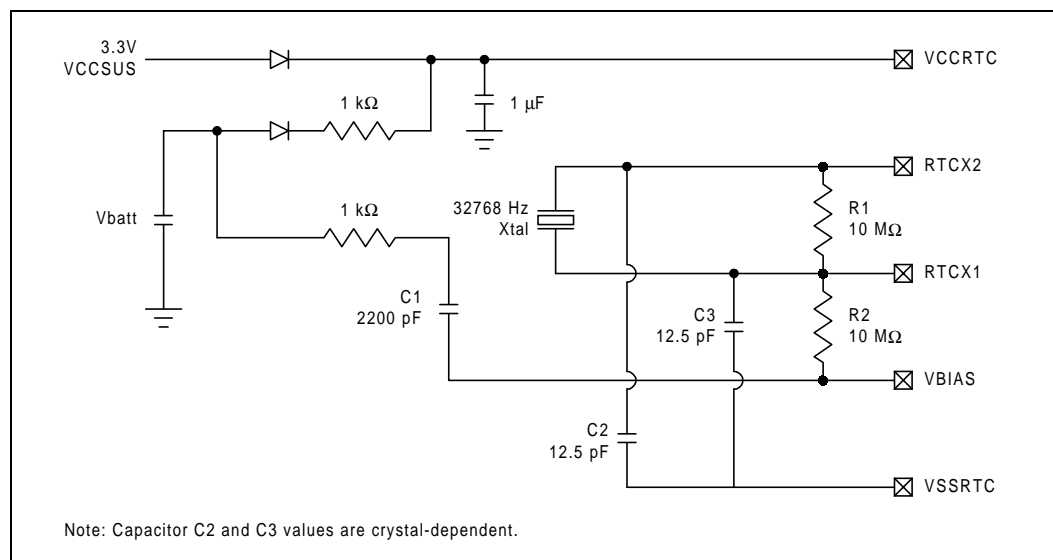 3.3V
VCCSUS
VCCRTC
1 kΩ
1 μF
RTCX2
Vbatt
1 kΩ
32768 Hz
Xtal
R1
10 MΩ
RTCX1
C1
2200 pF
C3
12.5 pF
R2
10 MΩ
VBIAS
C2
12.5 pF
VSSRTC
Note: Capacitor C2 and C3 values are crystal-dependent.